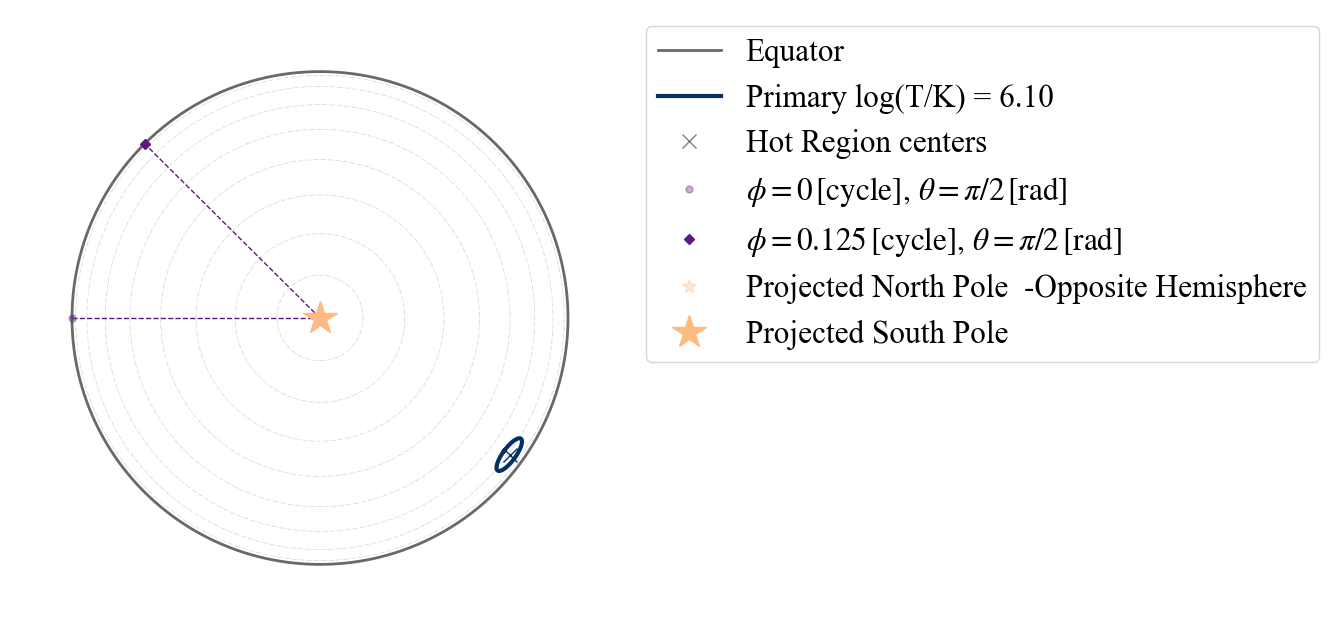 Equator
Primary log(T/K) = 6.10
Hot Region centers
ϕ = 0 [cycle], θ = π/2 [rad]
ϕ = 0.125 [cycle], θ = π/2 [rad]
Projected North Pole  -Opposite Hemisphere
Projected South Pole